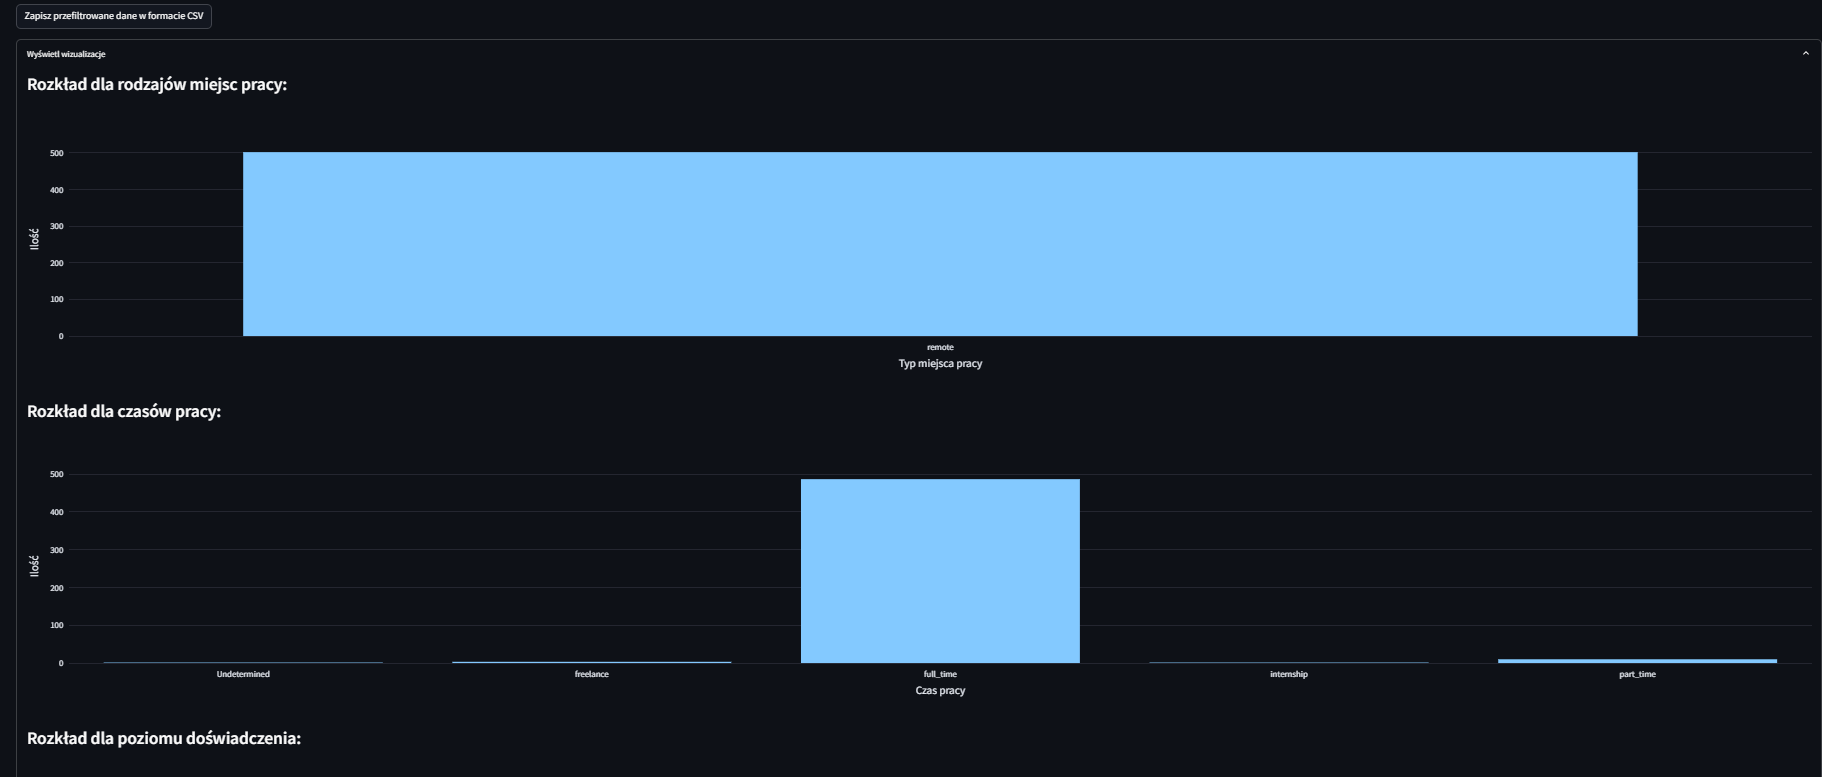 Zapisz przefiltrowane dane w formacie CSV
Wyświetl wizualizacje
Rozkład dla rodzajów miejsc pracy:
500
400
300
200
100
0
Ilość
remote
Typ miejsca pracy
Rozkład dla czasów pracy:
500
400
300
200
100
0
Ilość
Undetermined freelance full_time internship part_time
Czas pracy
Rozkład dla poziomu doświadczenia: